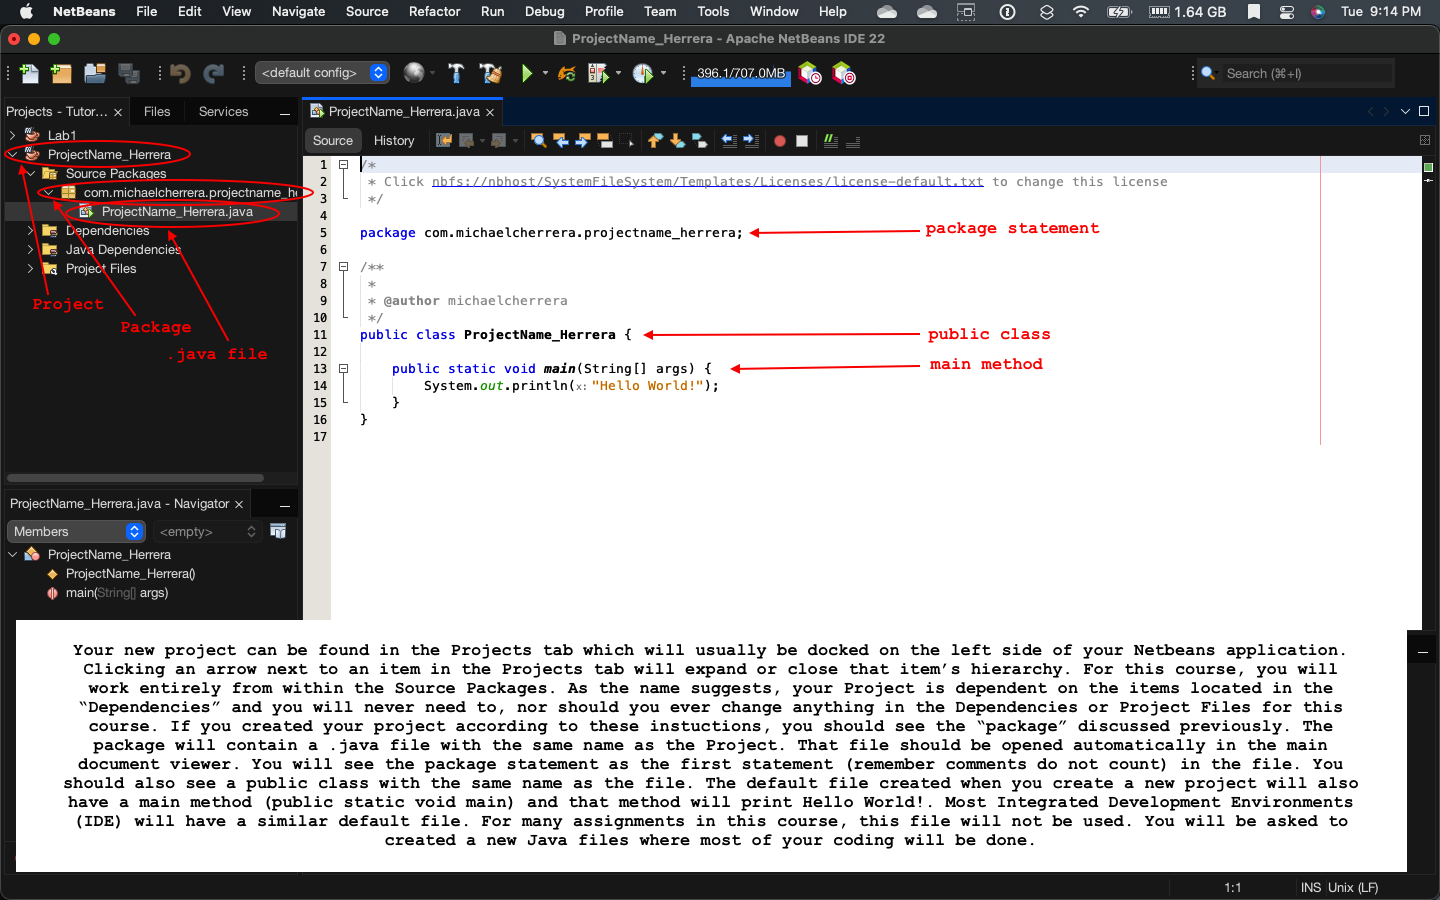 NetBeans File Edit View Navigate Source Refactor Run Debug Profile Team Tools Window Help 1.64 GB Tue 9:14 PM
ProjectName_Herrera - Apache NetBeans IDE 22
<default config> 396.1/707.0MB Search (⌘+I)
Projects - Tutor... × Files Services
ProjectName_Herrera.java ×
Lab1
ProjectName_Herrera
Source Packages
com.michaelcherrera.projectname_he
ProjectName_Herrera.java
Dependencies
Java Dependencies
Project Files
Project
Package
.java file
Source History
1 /*
2 * Click nbfs://nbhost/SystemFileSystem/Templates/Licenses/license-default.txt to change this license
3 */
4
5 package com.michaelcherrera.projectname_herrera; package statement
6
7 /**
8 *
9 * @author michaelcherrera
10 */
11 public class ProjectName_Herrera { public class
12
13 public static void main(String[] args) { main method
14 System.out.println(x: "Hello World!");
15 }
16 }
17
ProjectName_Herrera.java - Navigator ×
Members <empty>
ProjectName_Herrera
ProjectName_Herrera()
main(String[] args)
Your new project can be found in the Projects tab which will usually be docked on the left side of your Netbeans application.
Clicking an arrow next to an item in the Projects tab will expand or close that item’s hierarchy. For this course, you will
work entirely from within the Source Packages. As the name suggests, your Project is dependent on the items located in the
“Dependencies” and you will never need to, nor should you ever change anything in the Dependencies or Project Files for this
course. If you created your project according to these instuctions, you should see the “package” discussed previously. The
package will contain a .java file with the same name as the Project. That file should be opened automatically in the main
document viewer. You will see the package statement as the first statement (remember comments do not count) in the file. You
should also see a public class with the same name as the file. The default file created when you create a new project will also
have a main method (public static void main) and that method will print Hello World!. Most Integrated Development Environments
(IDE) will have a similar default file. For many assignments in this course, this file will not be used. You will be asked to
created a new Java files where most of your coding will be done.
1:1 INS Unix (LF)